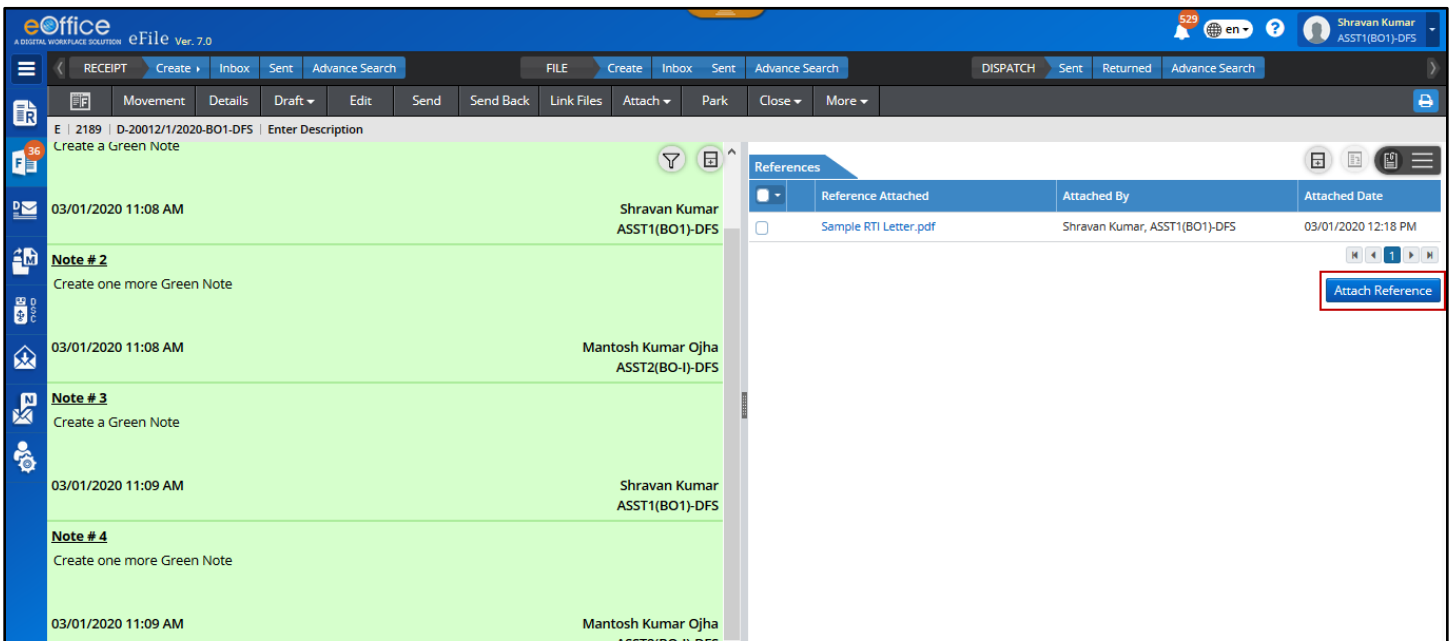 eOffice
A DIGITAL WORKPLACE SOLUTION eFile Ver. 7.0
529
en
?
Shravan Kumar
ASST1(BO1)-DFS
RECEIPT Create Inbox Sent Advance Search FILE Create Inbox Sent Advance Search DISPATCH Sent Returned Advance Search
Movement Details Draft Edit Send Send Back Link Files Attach Park Close More
E | 2189 | D-20012/1/2020-BO1-DFS | Enter Description
R
36
F
D
M
DSC
N
Create a Green Note
03/01/2020 11:08 AM Shravan Kumar
ASST1(BO1)-DFS
Note # 2
Create one more Green Note
03/01/2020 11:08 AM Mantosh Kumar Ojha
ASST2(BO-I)-DFS
Note # 3
Create a Green Note
03/01/2020 11:09 AM Shravan Kumar
ASST1(BO1)-DFS
Note # 4
Create one more Green Note
03/01/2020 11:09 AM Mantosh Kumar Ojha
ASST2(BO-I)-DFS
References
Reference Attached Attached By Attached Date
Sample RTI Letter.pdf Shravan Kumar, ASST1(BO1)-DFS 03/01/2020 12:18 PM
1
Attach Reference